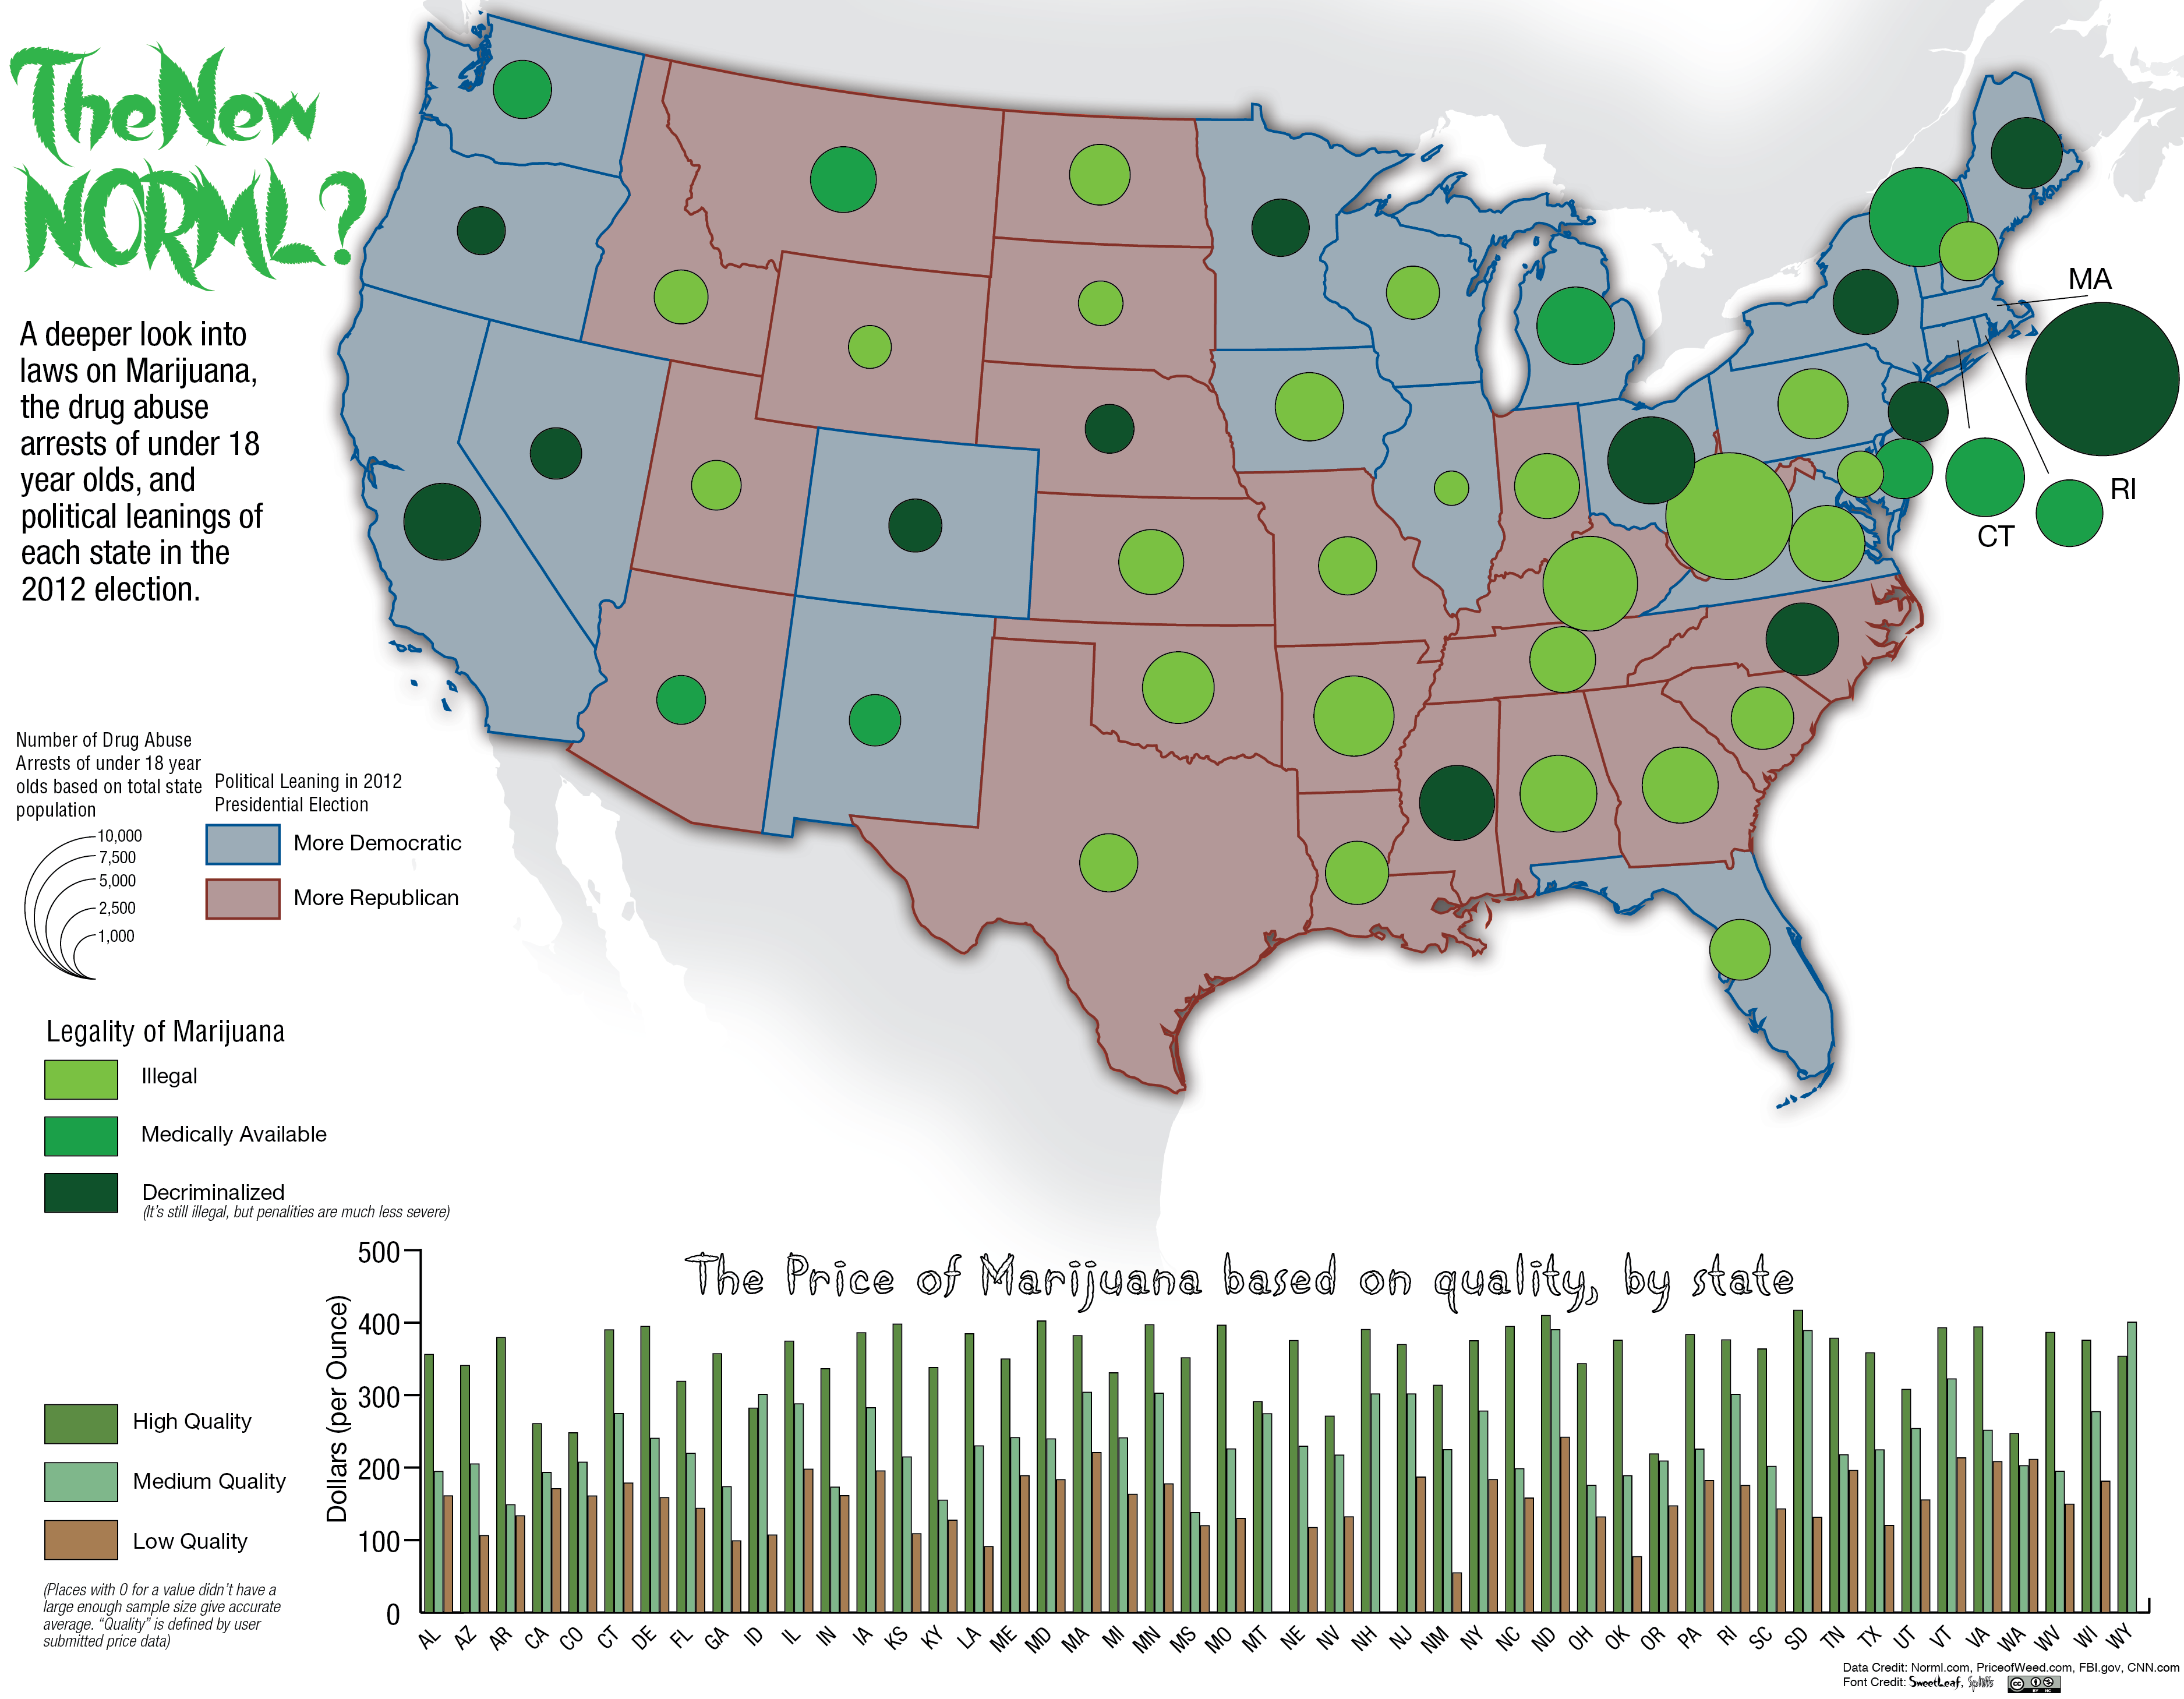 TheNew
NORML?
A deeper look into
laws on Marijuana,
the drug abuse
arrests of under 18
year olds, and
political leanings of
each state in the
2012 election.
MA
CT
RI
Number of Drug Abuse
Arrests of under 18 year
olds based on total state
population
10,000
7,500
5,000
2,500
1,000
Political Leaning in 2012
Presidential Election
More Democratic
More Republican
Legality of Marijuana
Illegal
Medically Available
Decriminalized
(It's still illegal, but penalities are much less severe)
The Price of Marijuana based on quality, by state
Dollars (per Ounce)
500
400
300
200
100
0
High Quality
Medium Quality
Low Quality
(Places with 0 for a value didn't have a
large enough sample size give accurate
average. "Quality" is defined by user
submitted price data)
AL AZ AR CA CO CT DE FL GA ID IL IN IA KS KY LA ME MD MA MI MN MS MO MT NE NV NH NJ NM NY NC ND OH OK OR PA RI SC SD TN TX UT VT VA WA WV WI WY
Data Credit: Norml.com, PriceofWeed.com, FBI.gov, CNN.com
Font Credit: SweetLeaf, Spliffs
cc
BY NC